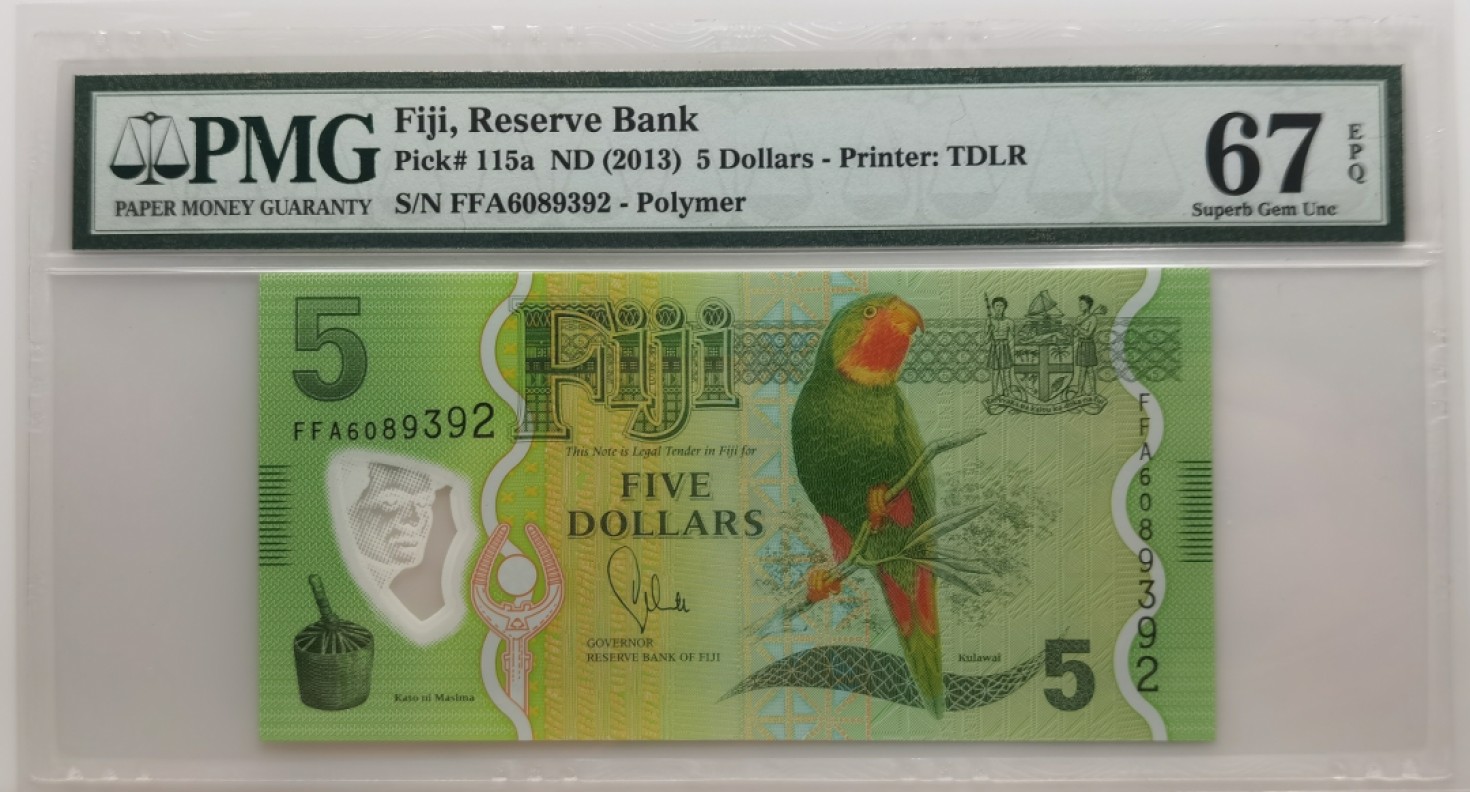 PMG
PAPER MONEY GUARANTY
Fiji, Reserve Bank
Pick# 115a ND (2013) 5 Dollars - Printer: TDLR
S/N FFA6089392 - Polymer
67
EPQ
Superb Gem Unc
5
Fiji
FFA6089392
This Note is Legal Tender in Fiji for
FIVE
DOLLARS
GOVERNOR
RESERVE BANK OF FIJI
Kato ni Masima
Kulawai
5
FFA6089392